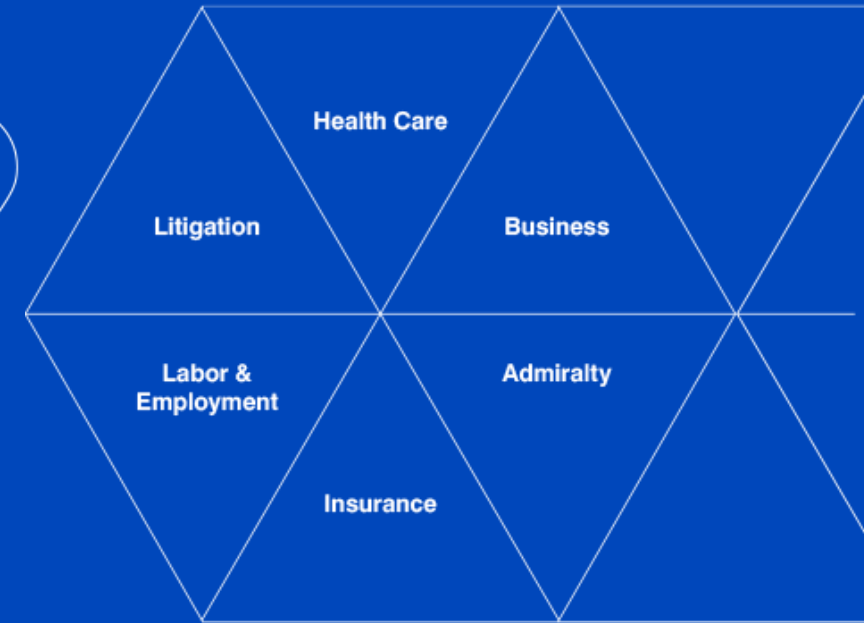 Health Care
Litigation
Business
Labor &
Employment
Admiralty
Insurance